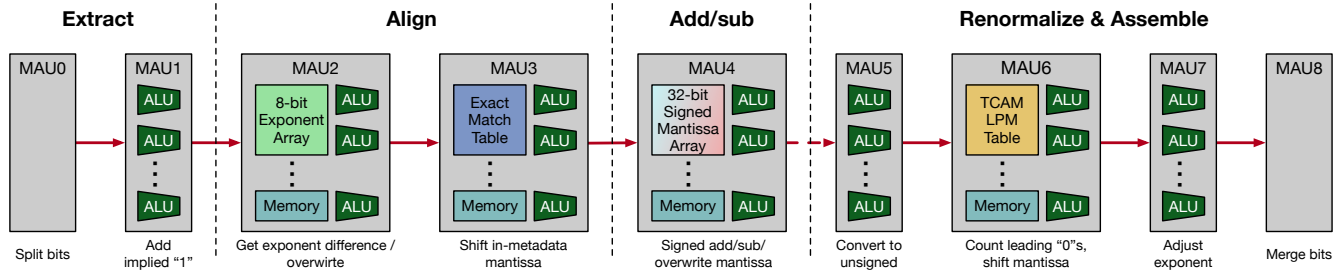 Extract
Align
Add/sub
Renormalize & Assemble
MAU0
MAU1
ALU
ALU
ALU
MAU2
8-bit
Exponent
Array
ALU
ALU
Memory
ALU
MAU3
Exact
Match
Table
ALU
ALU
Memory
ALU
MAU4
32-bit
Signed
Mantissa
Array
ALU
ALU
Memory
ALU
MAU5
ALU
ALU
ALU
MAU6
TCAM
LPM
Table
ALU
ALU
Memory
ALU
MAU7
ALU
ALU
ALU
MAU8
Split bits
Add
implied “1”
Get exponent difference /
overwirte
Shift in-metadata
mantissa
Signed add/sub/
overwrite mantissa
Convert to
unsigned
Count leading “0”s,
shift mantissa
Adjust
exponent
Merge bits